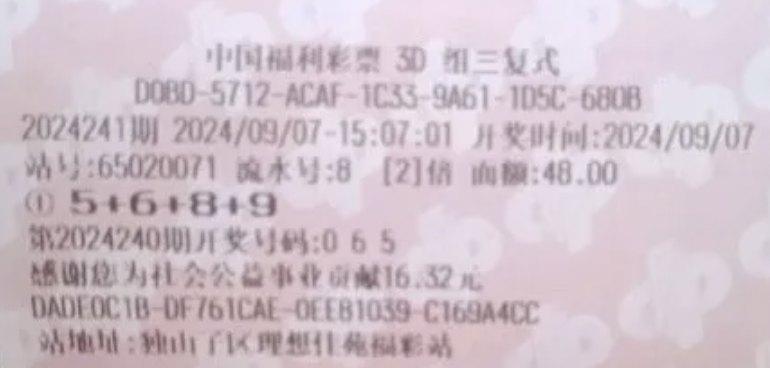 中国福利彩票 3D 组三复式
D0BD-5712-ACAF-1C33-9A61-1D5C-680B
2024241期 2024/09/07-15:07:01 开奖时间:2024/09/07
站号:65020071 流水号:8 [2]倍 面额:48.00
① 5+6+8+9
第2024240期开奖号码:0 6 5
感谢您为社会公益事业贡献16.32元
DADE0C1B-DF761CAE-0EEB1039-C169A4CC
站地址:独山子区理想佳苑福彩站